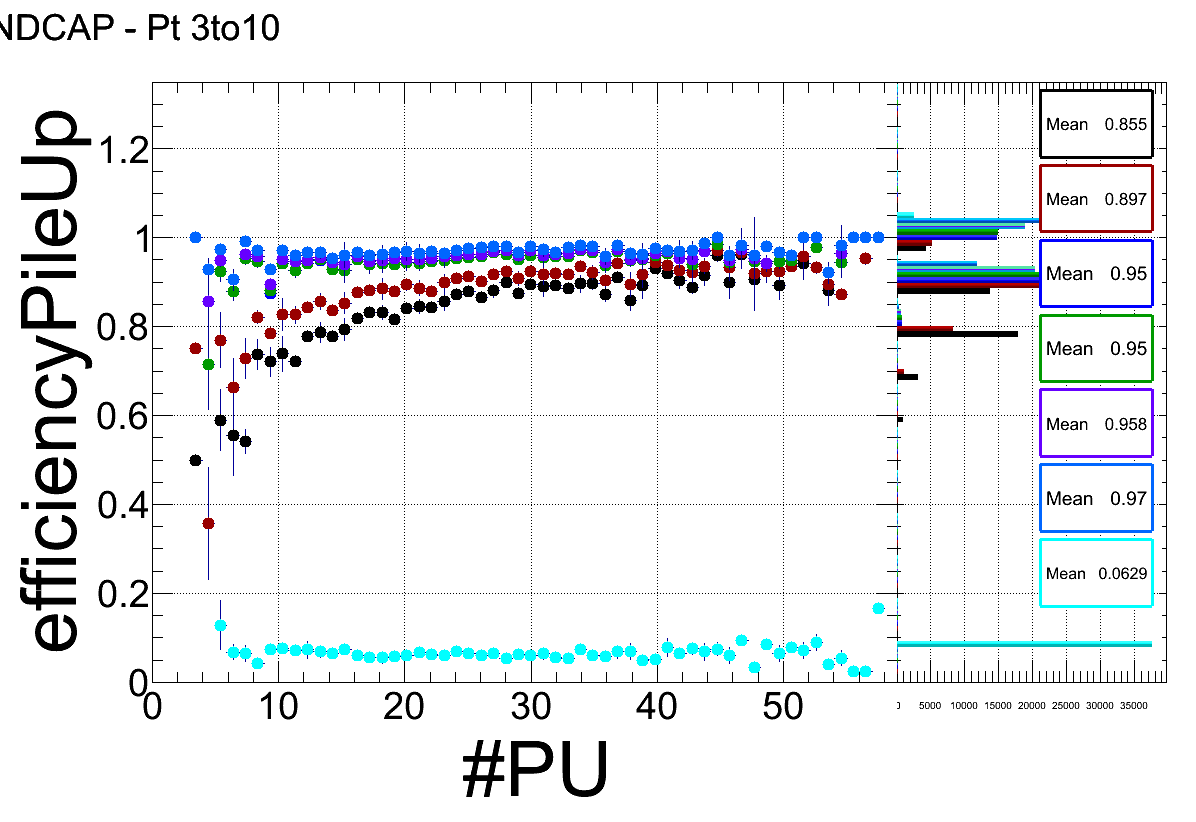 NDCAP - Pt 3to10
efficiencyPileUp
1.2
1
0.8
0.6
0.4
0.2
0
0 10 20 30 40 50
#PU
Mean 0.855
Mean 0.897
Mean 0.95
Mean 0.95
Mean 0.958
Mean 0.97
Mean 0.0629
5000 10000 15000 20000 25000 30000 35000